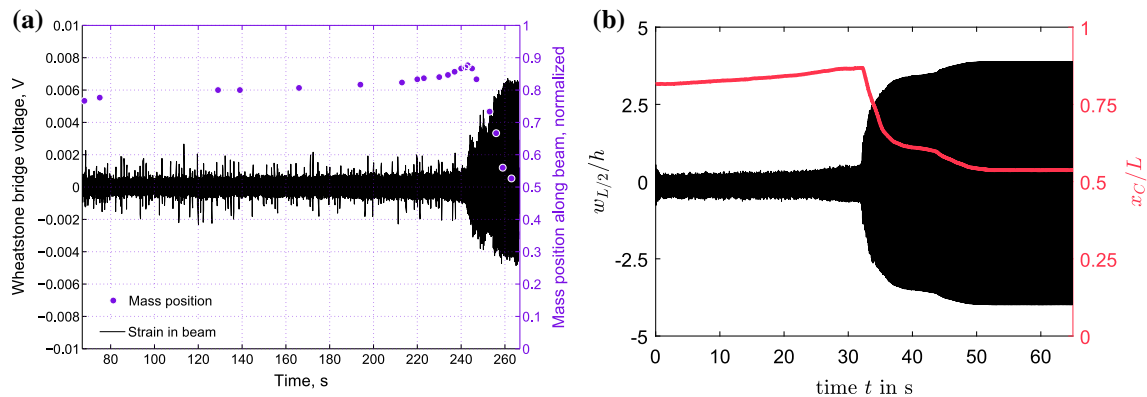 (a)
0.01
0.008
0.006
0.004
0.002
0
−0.002
−0.004
−0.006
−0.008
−0.01
Wheatstone bridge voltage, V
80 100 120 140 160 180 200 220 240 260
Time, s
1
0.9
0.8
0.7
0.6
0.5
0.4
0.3
0.2
0.1
0
Mass position along beam, normalized
Mass position
Strain in beam
(b)
5
2.5
0
-2.5
-5
w_{L/2}/h
0 10 20 30 40 50 60
time t in s
1
0.75
0.5
0.25
0
x_C/L